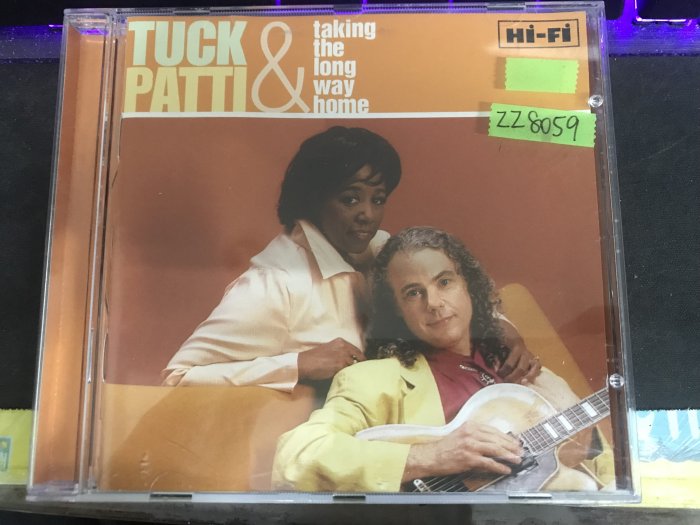 TUCK
&
PATTI
taking
the
long
way
home
Hi-Fi
ZZ8059